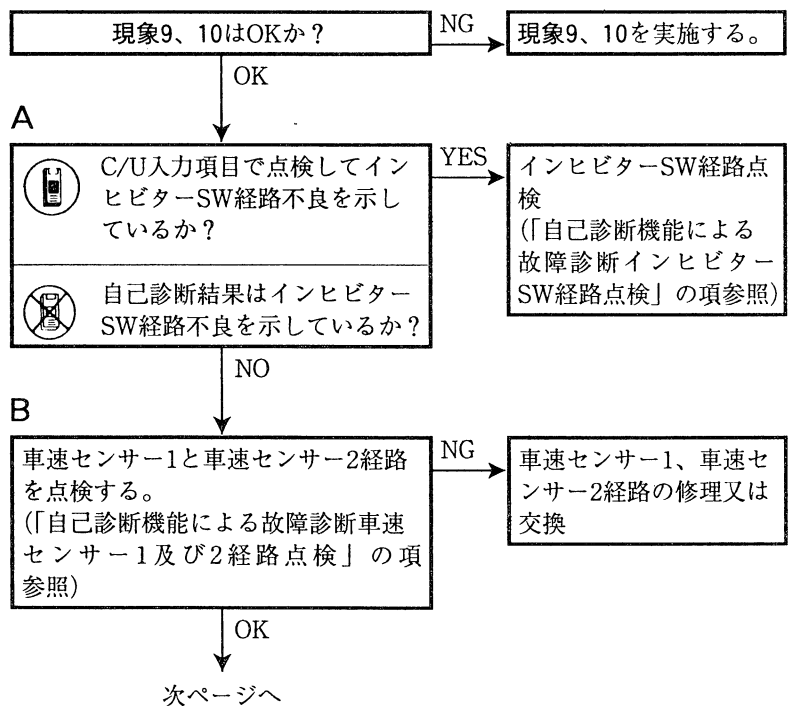 現象9、10はOKか？
NG
現象9、10を実施する。
OK
A
C/U入力項目で点検してイン
ヒビターSW経路不良を示し
ているか？
YES
インヒビターSW経路点
検
(「自己診断機能による
故障診断インヒビター
SW経路点検」の項参照)
自己診断結果はインヒビター
SW経路不良を示しているか？
NO
B
車速センサー1と車速センサー2経路
を点検する。
(「自己診断機能による故障診断車速
センサー1及び2経路点検」の項
参照)
NG
車速センサー1、車速セ
ンサー2経路の修理又は
交換
OK
次ページへ